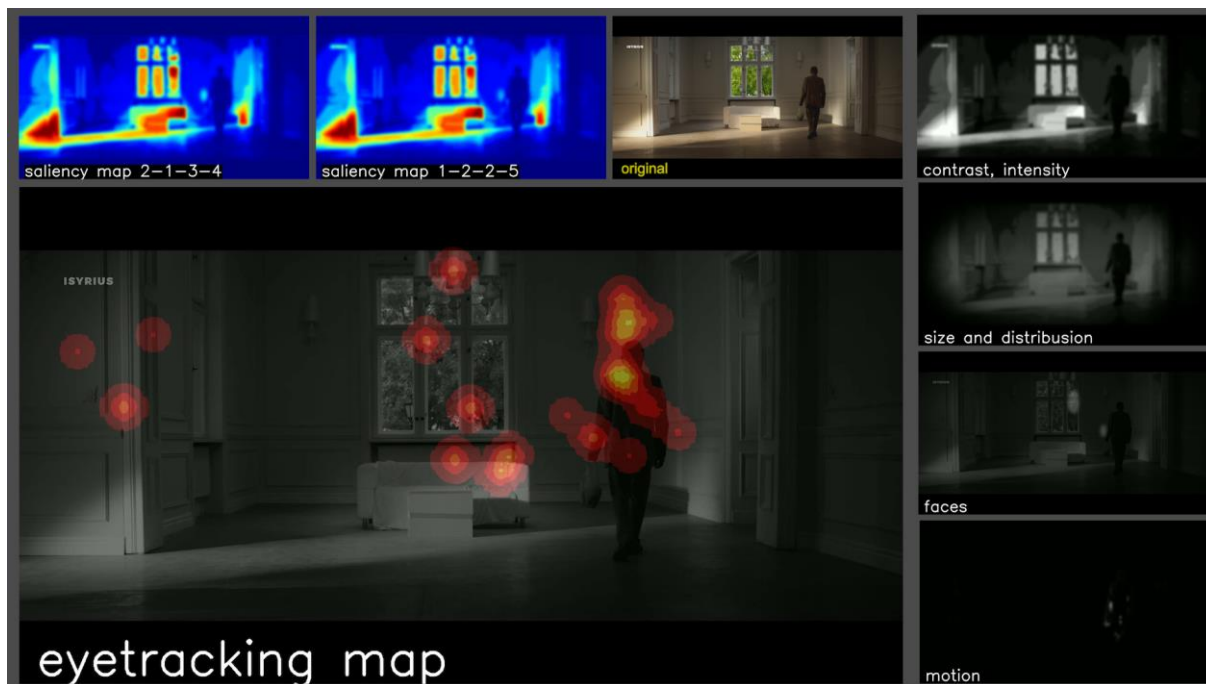 saliency map 2-1-3-4
saliency map 1-2-2-5
original
contrast, intensity
size and distribusion
faces
motion
ISYRIUS
eyetracking map